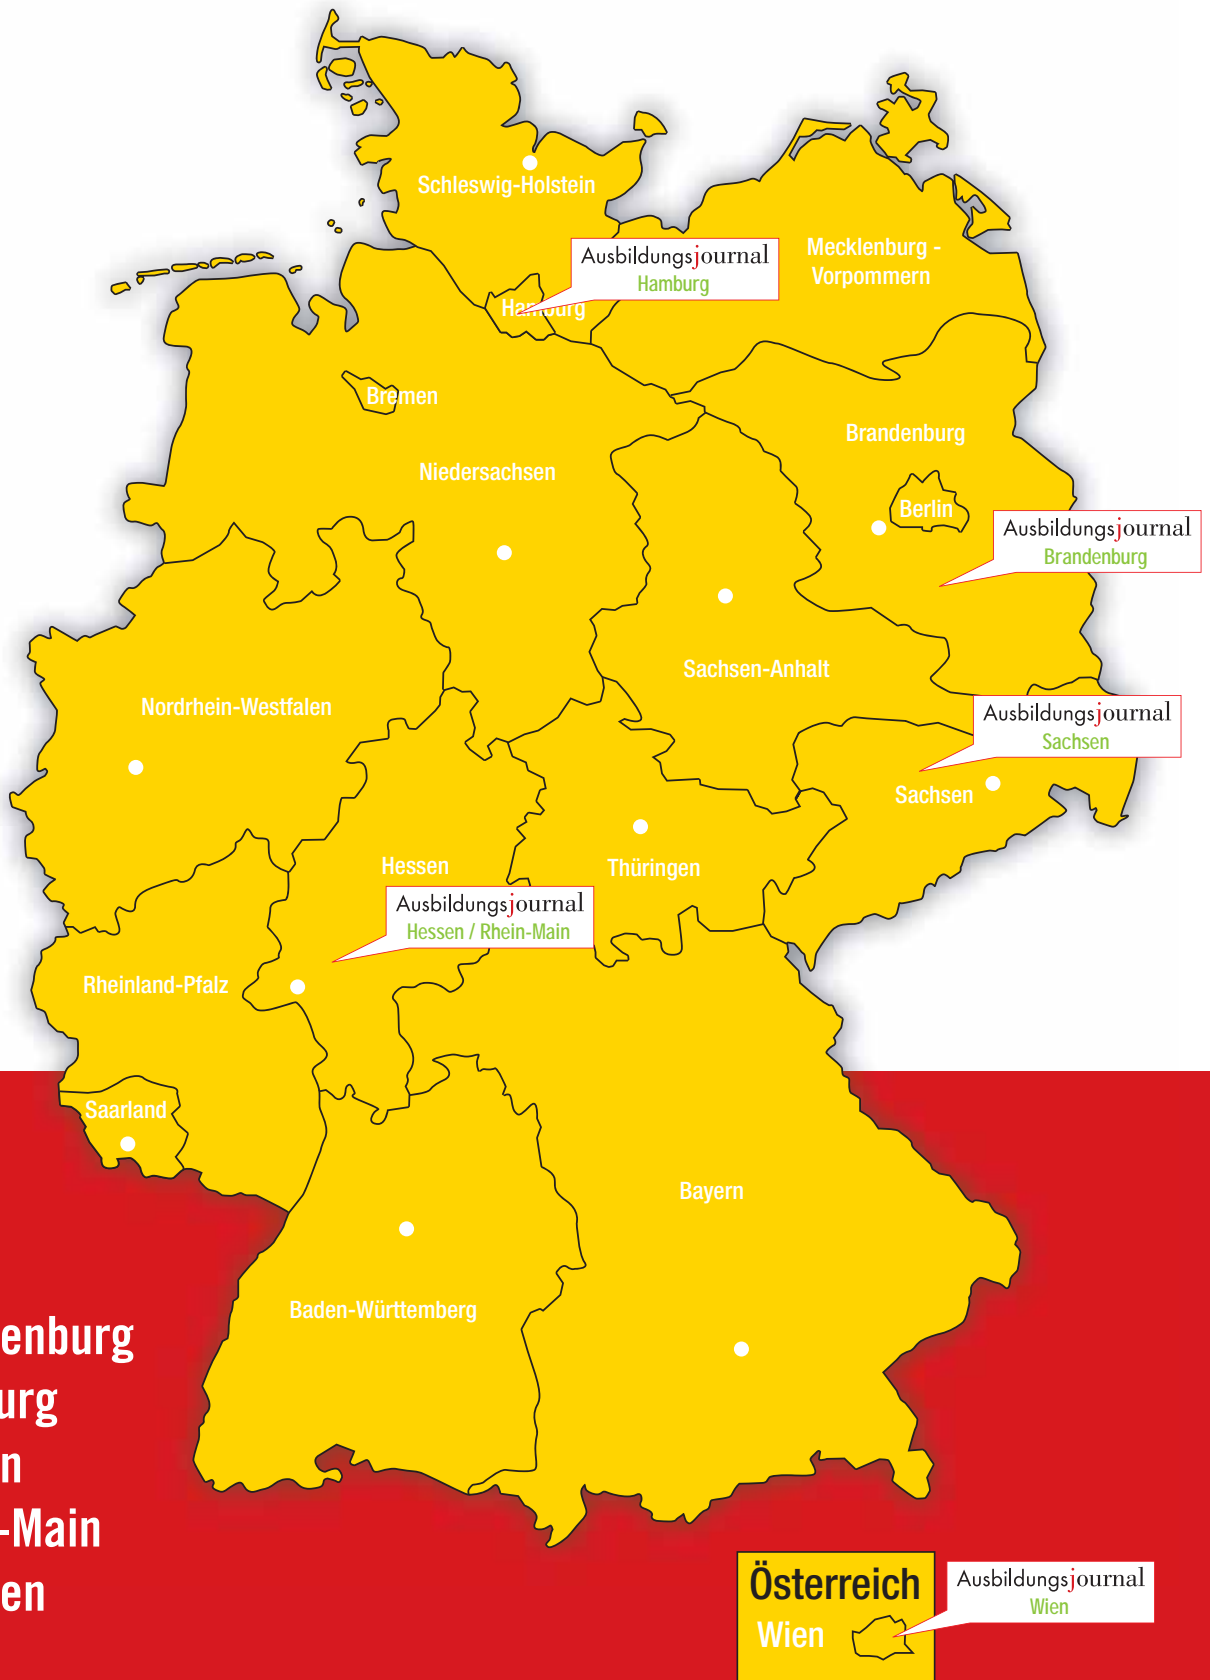 Schleswig-Holstein
Mecklenburg -
Vorpommern
Ausbildungsjournal
Hamburg
Hamburg
Bremen
Brandenburg
Niedersachsen
Berlin
Ausbildungsjournal
Brandenburg
Sachsen-Anhalt
Nordrhein-Westfalen
Ausbildungsjournal
Sachsen
Sachsen
Hessen
Thüringen
Ausbildungsjournal
Hessen / Rhein-Main
Rheinland-Pfalz
Saarland
Bayern
Baden-Württemberg
enburg
urg
n
-Main
en
Österreich
Wien
Ausbildungsjournal
Wien